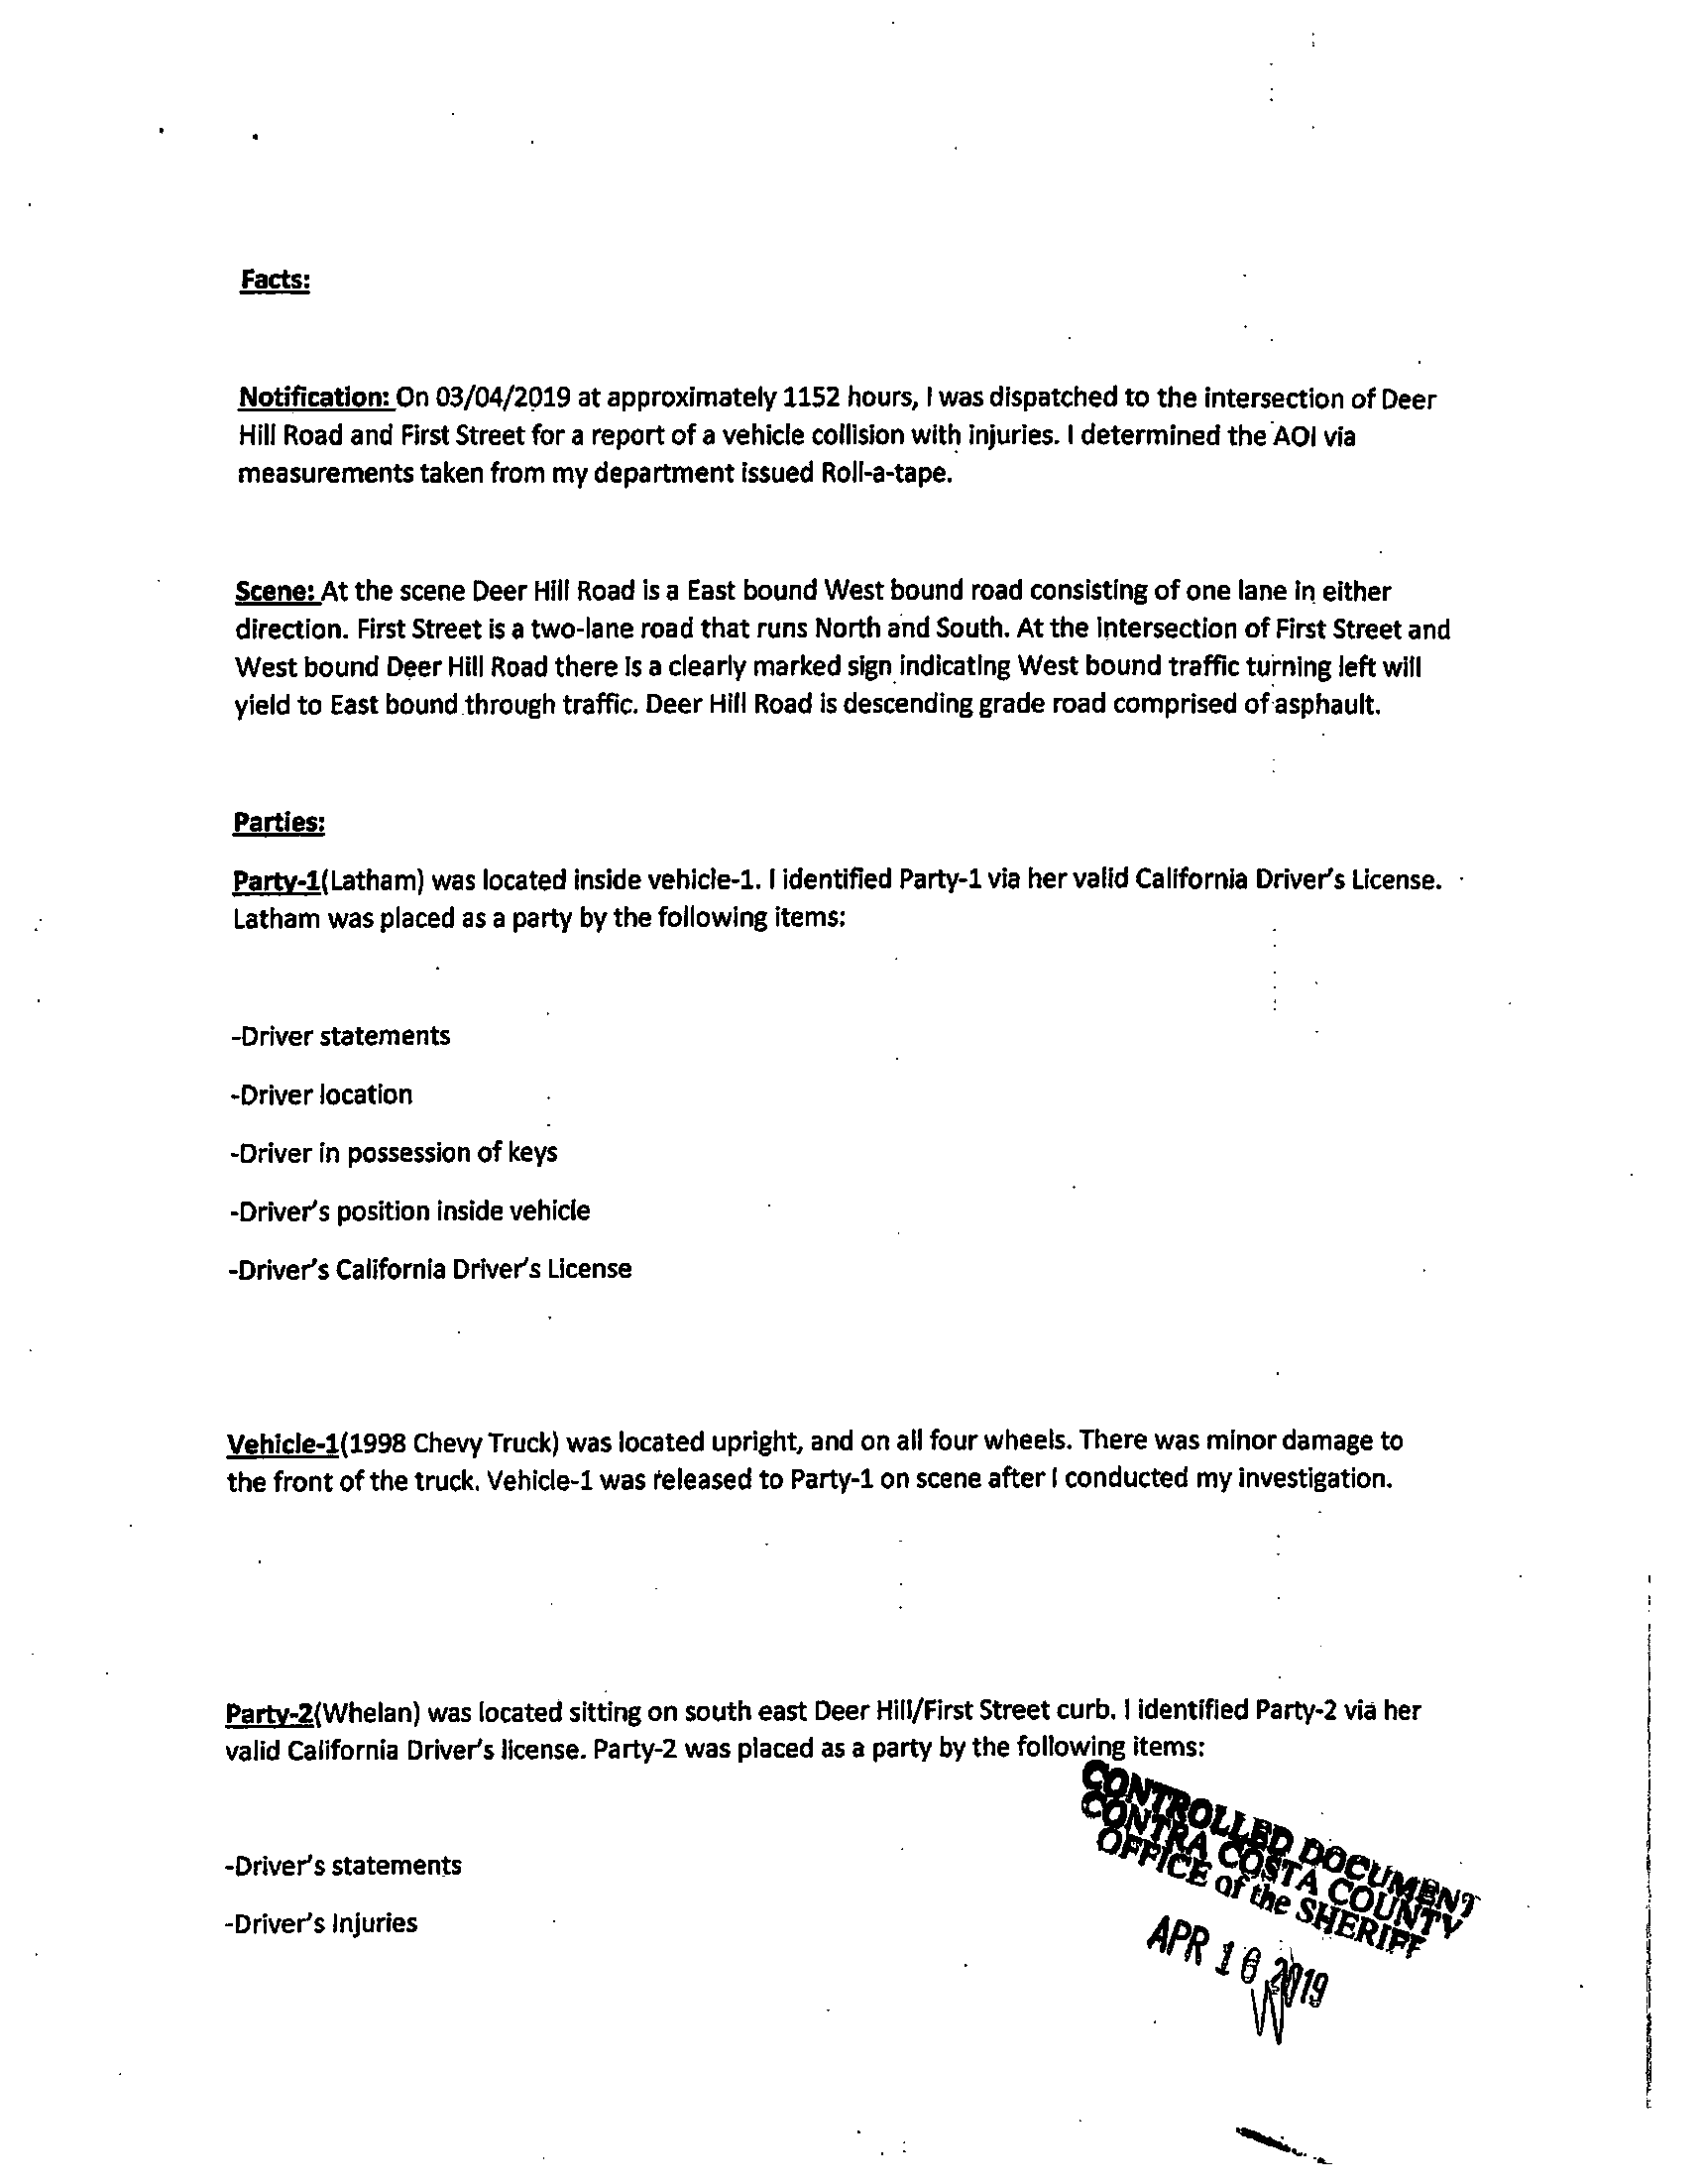 Facts:
Notification: On 03/04/2019 at approximately 1152 hours, I was dispatched to the intersection of Deer
Hill Road and First Street for a report of a vehicle collision with injuries. I determined the AOI via
measurements taken from my department issued Roll-a-tape.
Scene: At the scene Deer Hill Road is a East bound West bound road consisting of one lane in either
direction. First Street is a two-lane road that runs North and South. At the intersection of First Street and
West bound Deer Hill Road there is a clearly marked sign indicating West bound traffic turning left will
yield to East bound through traffic. Deer Hill Road is descending grade road comprised of asphault.
Parties:
Party-1(Latham) was located inside vehicle-1. I identified Party-1 via her valid California Driver's License.
Latham was placed as a party by the following items:
-Driver statements
-Driver location
-Driver in possession of keys
-Driver's position inside vehicle
-Driver's California Driver's License
Vehicle-1(1998 Chevy Truck) was located upright, and on all four wheels. There was minor damage to
the front of the truck. Vehicle-1 was released to Party-1 on scene after I conducted my investigation.
Party-2(Whelan) was located sitting on south east Deer Hill/First Street curb. I identified Party-2 via her
valid California Driver's license. Party-2 was placed as a party by the following items:
-Driver's statements
-Driver's Injuries
CONTROLLED DOCUMENT
CONTRA COSTA COUNTY
OFFICE of the SHERIFF
APR 16 2019